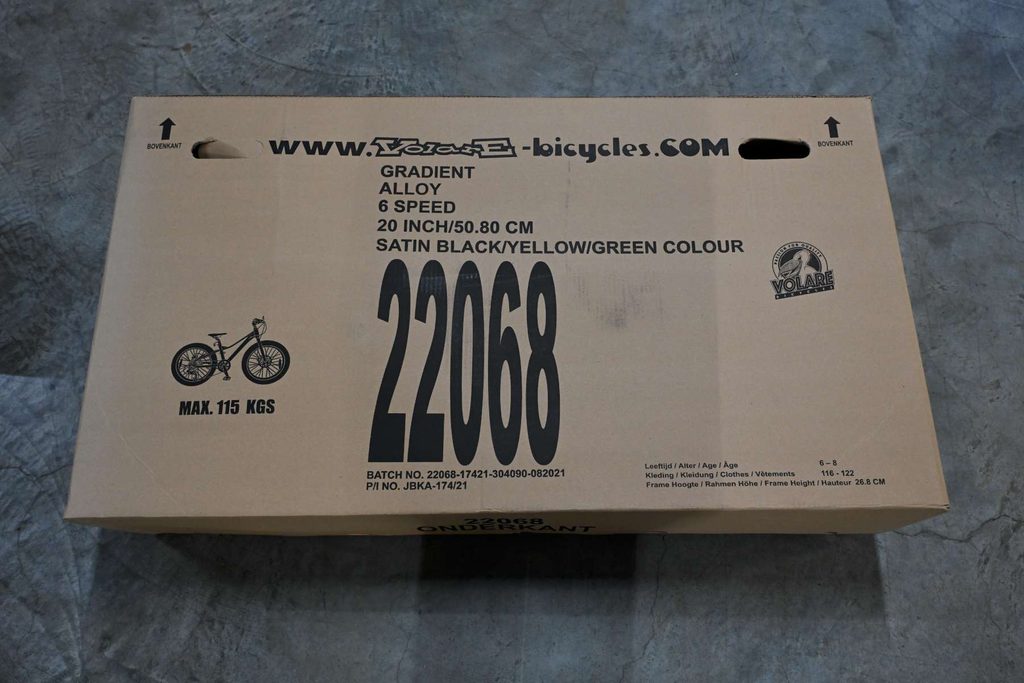 BOVENKANT
www.VolarE-bicycles.COM
BOVENKANT
GRADIENT
ALLOY
6 SPEED
20 INCH/50.80 CM
SATIN BLACK/YELLOW/GREEN COLOUR
VOLARE
BICYCLES
22068
MAX. 115 KGS
BATCH NO. 22068-17421-304090-082021
P/I NO. JBKA-174/21
Leeftijd / Alter / Age / Âge 6 - 8
Kleding / Kleidung / Clothes / Vêtements 116 - 122
Frame Hoogte / Rahmen Höhe / Frame Height / Hauteur 26.8 CM
22068
ONDERKANT